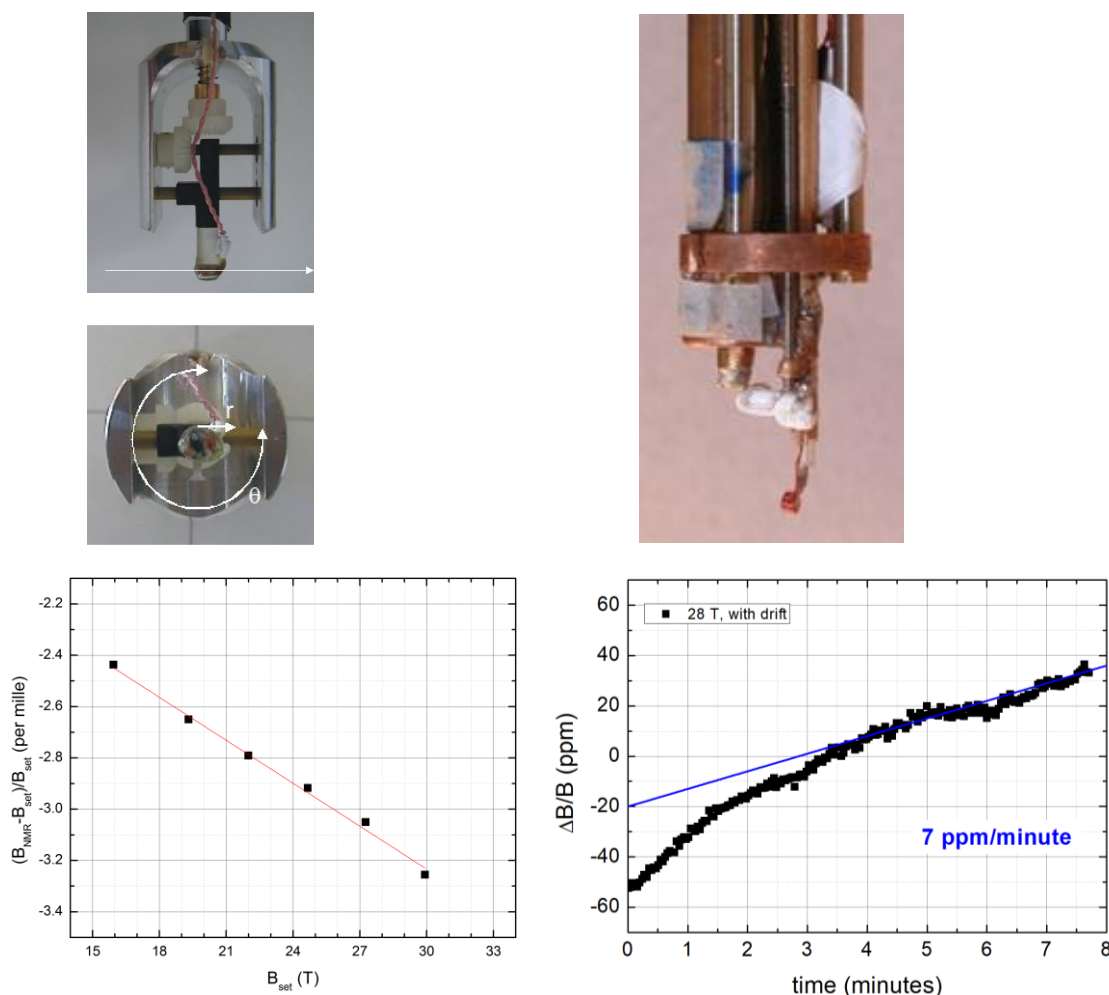 r
θ
-2.2
-2.4
-2.6
-2.8
-3.0
-3.2
-3.4
15 18 21 24 27 30 33
(B_NMR-B_set)/B_set (per mille)
B_set (T)
60
40
20
0
-20
-40
-60
0 1 2 3 4 5 6 7 8
28 T, with drift
7 ppm/minute
ΔB/B (ppm)
time (minutes)